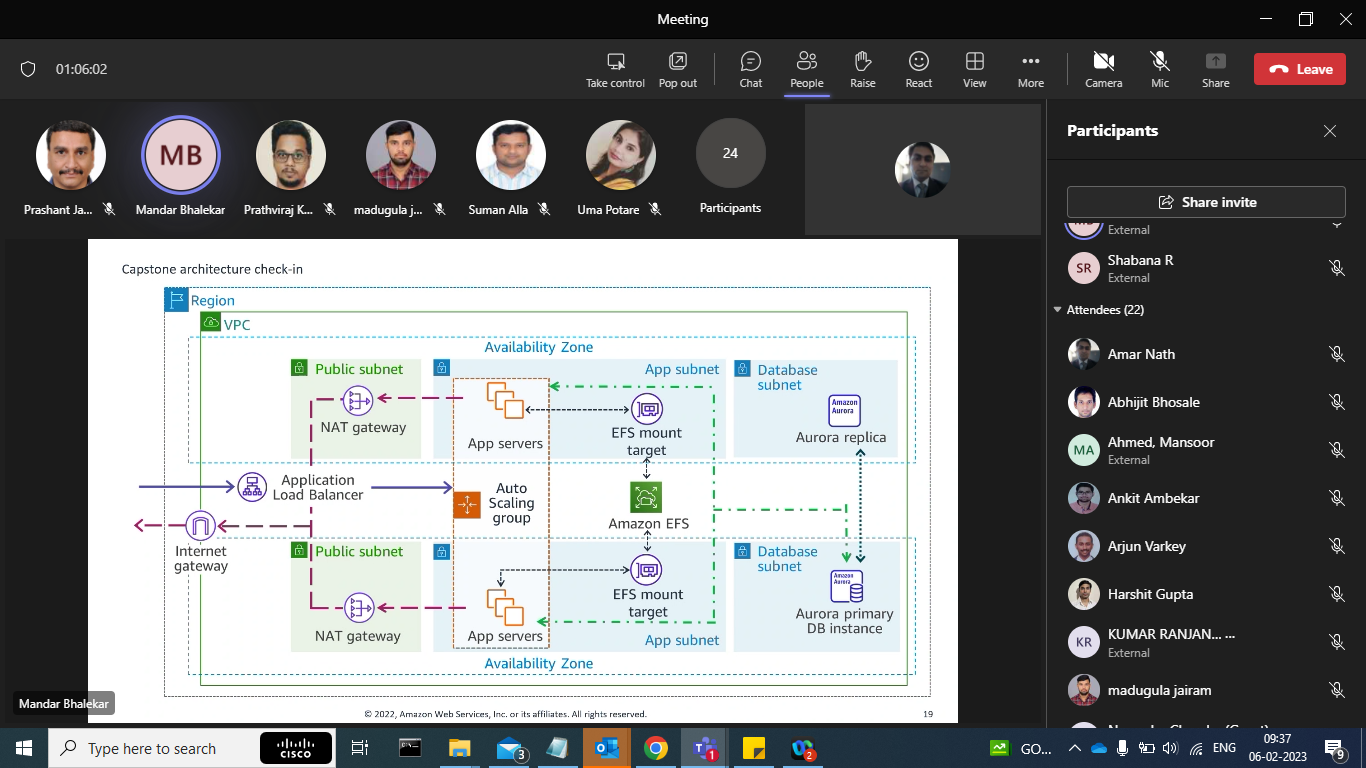 Meeting
01:06:02
Take control
Pop out
Chat
People
Raise
React
View
More
Camera
Mic
Share
Leave
Prashant Ja...
MB
Mandar Bhalekar
Prathviraj K...
madugula j...
Suman Alla
Uma Potare
24
Participants
Participants
Share invite
External
SR
Shabana R
External
Attendees (22)
Amar Nath
Abhijit Bhosale
MA
Ahmed, Mansoor
External
Ankit Ambekar
Arjun Varkey
Harshit Gupta
KR
KUMAR RANJAN... ...
External
madugula jairam
Capstone architecture check-in
Region
VPC
Availability Zone
Public subnet
NAT gateway
App subnet
App servers
EFS mount
target
Database
subnet
Amazon
Aurora
Aurora replica
Application
Load Balancer
Auto
Scaling
group
Amazon EFS
Internet
gateway
Public subnet
NAT gateway
App servers
EFS mount
target
App subnet
Database
subnet
Amazon
Aurora
Aurora primary
DB instance
Availability Zone
Mandar Bhalekar
© 2022, Amazon Web Services, Inc. or its affiliates. All rights reserved.
19
Type here to search
CISCO
3
1
2
GO...
ENG
09:37
06-02-2023
9